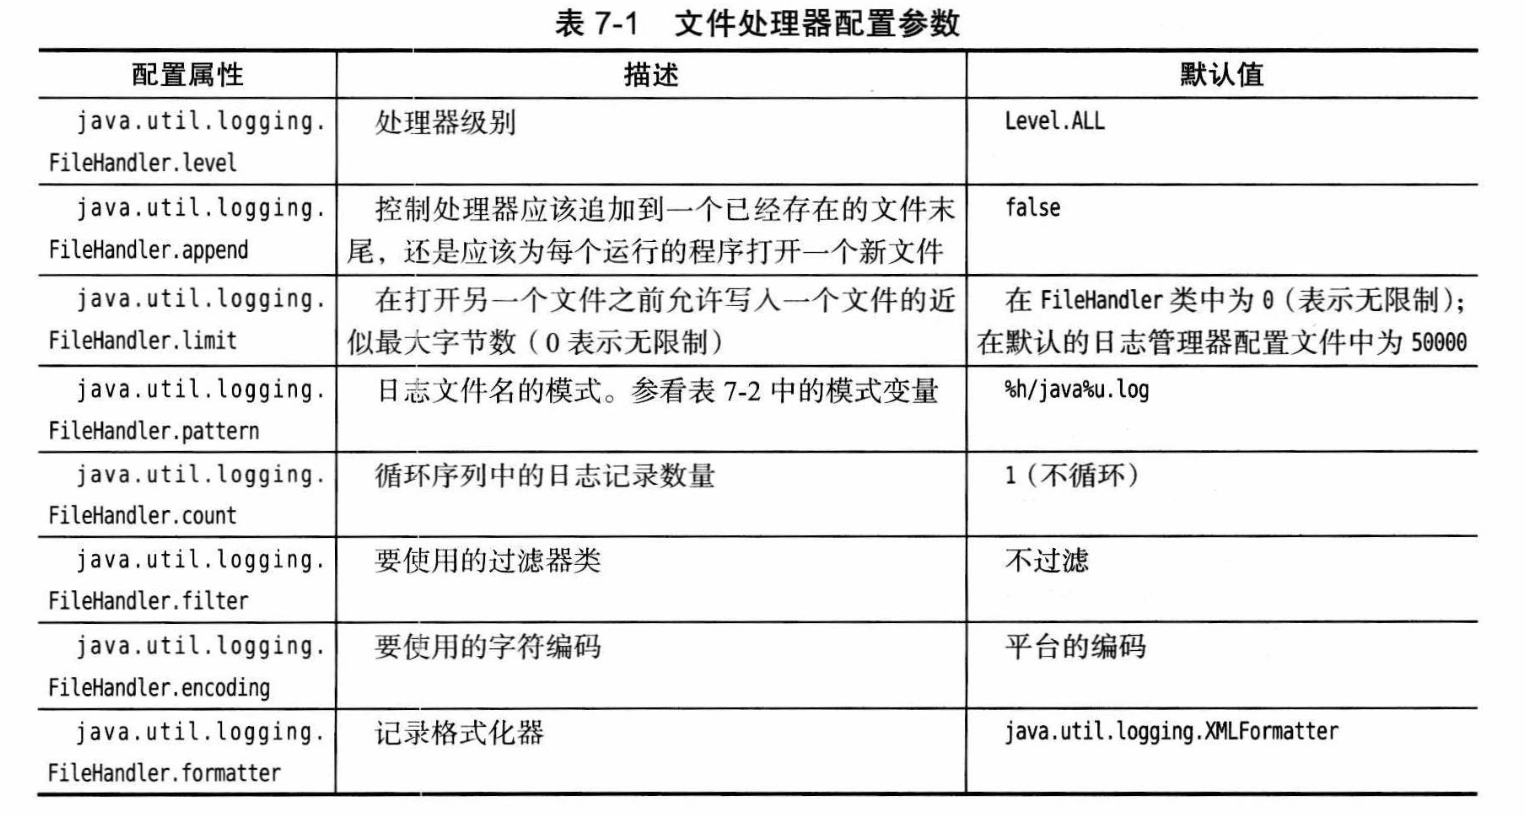 表 7-1 文件处理器配置参数
配置属性 描述 默认值
java.util.logging.
FileHandler.level
处理器级别
Level.ALL
java.util.logging.
FileHandler.append
控制处理器应该追加到一个已经存在的文件末
尾，还是应该为每个运行的程序打开一个新文件
false
java.util.logging.
FileHandler.limit
在打开另一个文件之前允许写入一个文件的近
似最大字节数（0 表示无限制）
在 FileHandler 类中为 0（表示无限制）；
在默认的日志管理器配置文件中为 50000
java.util.logging.
FileHandler.pattern
日志文件名的模式。参看表 7-2 中的模式变量
%h/java%u.log
java.util.logging.
FileHandler.count
循环序列中的日志记录数量
1（不循环）
java.util.logging.
FileHandler.filter
要使用的过滤器类
不过滤
java.util.logging.
FileHandler.encoding
要使用的字符编码
平台的编码
java.util.logging.
FileHandler.formatter
记录格式化器
java.util.logging.XMLFormatter